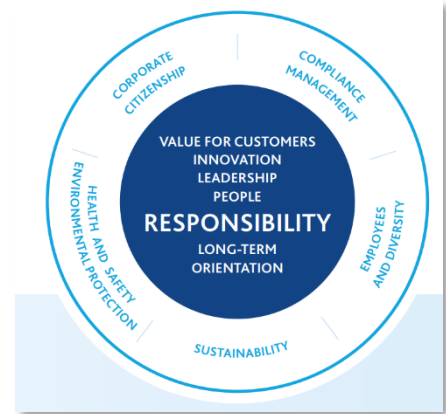 CORPORATE
CITIZENSHIP
COMPLIANCE
MANAGEMENT
VALUE FOR CUSTOMERS
INNOVATION
LEADERSHIP
PEOPLE
RESPONSIBILITY
LONG-TERM
ORIENTATION
HEALTH AND SAFETY
ENVIRONMENTAL PROTECTION
EMPLOYEES
AND DIVERSITY
SUSTAINABILITY